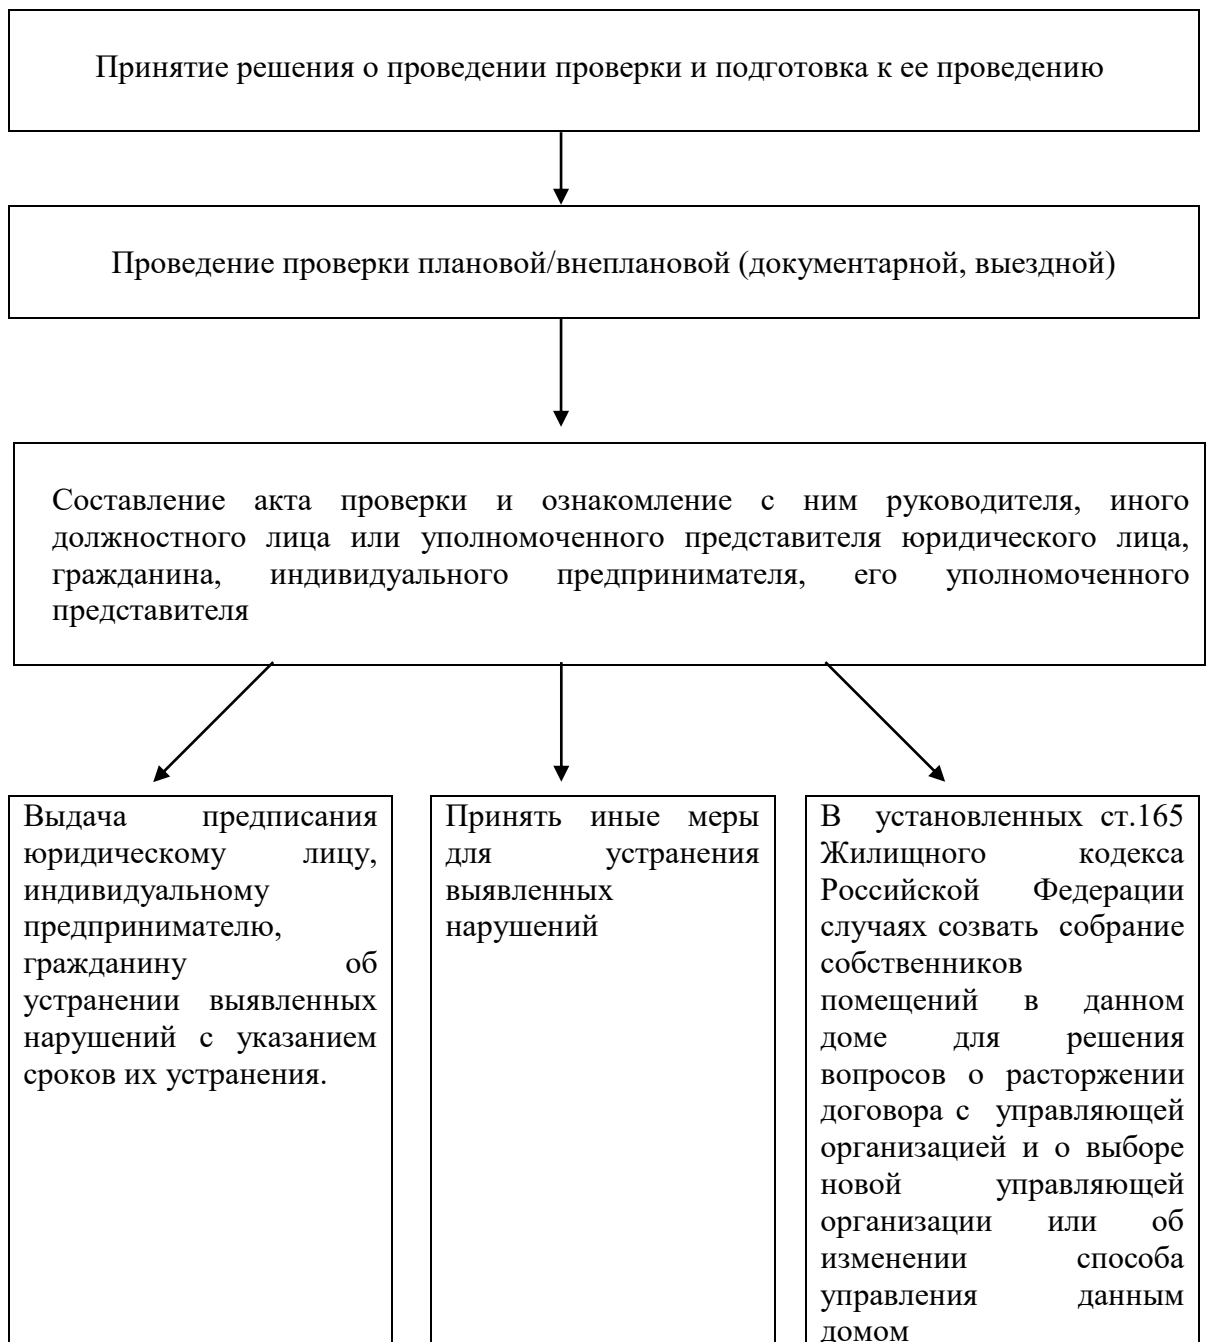 Принятие решения о проведении проверки и подготовка к ее проведению
Проведение проверки плановой/внеплановой (документарной, выездной)
Составление акта проверки и ознакомление с ним руководителя, иного
должностного лица или уполномоченного представителя юридического лица,
гражданина, индивидуального предпринимателя, его уполномоченного
представителя
Выдача предписания
юридическому лицу,
индивидуальному
предпринимателю,
гражданину об
устранении выявленных
нарушений с указанием
сроков их устранения.
Принять иные меры
для устранения
выявленных
нарушений
В установленных ст.165
Жилищного кодекса
Российской Федерации
случаях созвать собрание
собственников
помещений в данном
доме для решения
вопросов о расторжении
договора с управляющей
организацией и о выборе
новой управляющей
организации или об
изменении способа
управления данным
домом